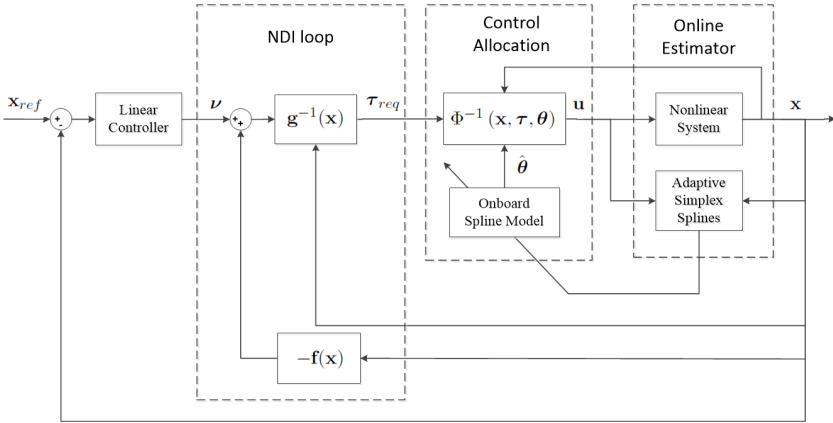 NDI loop
Control
Allocation
Online
Estimator
x_ref
+
-
Linear
Controller
ν
+
+
g⁻¹(x)
τ_req
Φ⁻¹ (x, τ, θ)
u
Nonlinear
System
x
θ̂
Onboard
Spline Model
Adaptive
Simplex
Splines
−f(x)